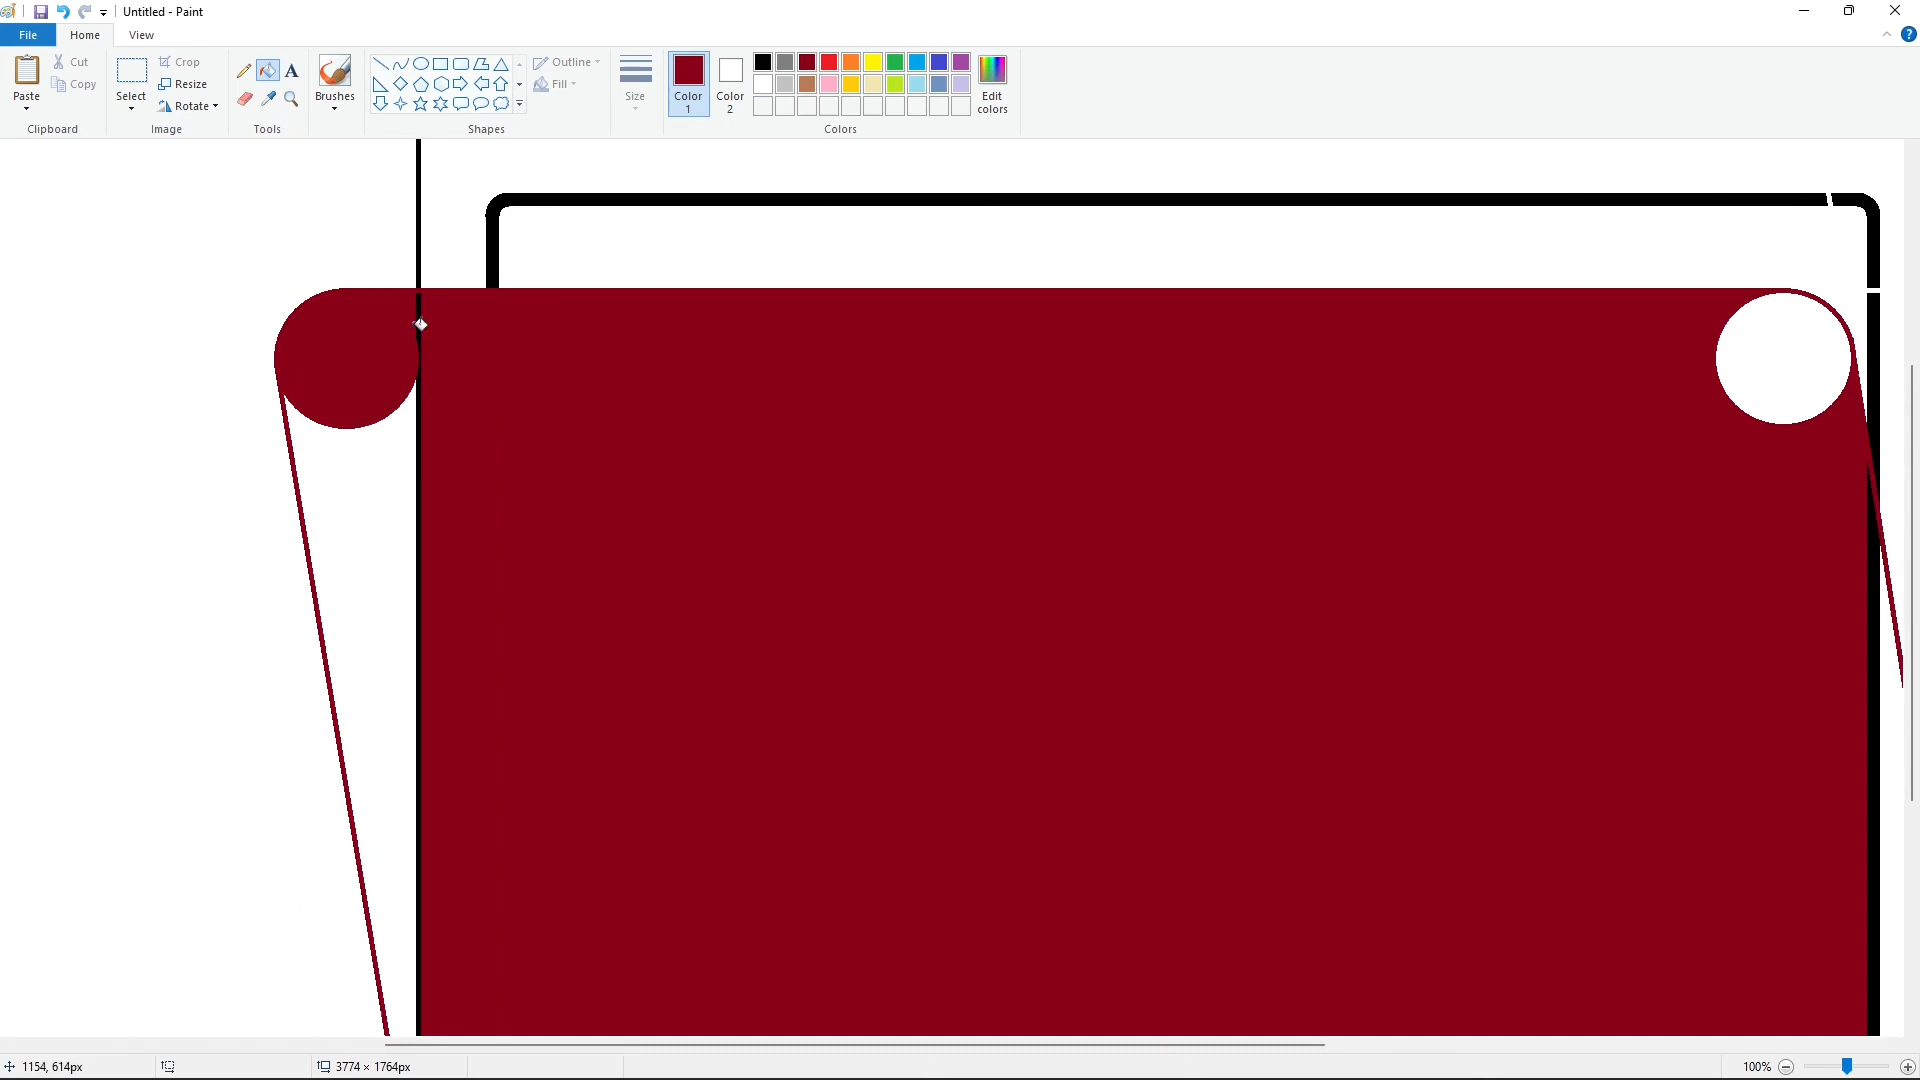 Untitled - Paint
File
Home
View
Paste
Cut
Copy
Clipboard
Select
Crop
Resize
Rotate
Image
A
Tools
Brushes
Outline
Fill
Shapes
Size
Color
1
Color
2
Edit
colors
Colors
?
1154, 614px
3774 × 1764px
100%